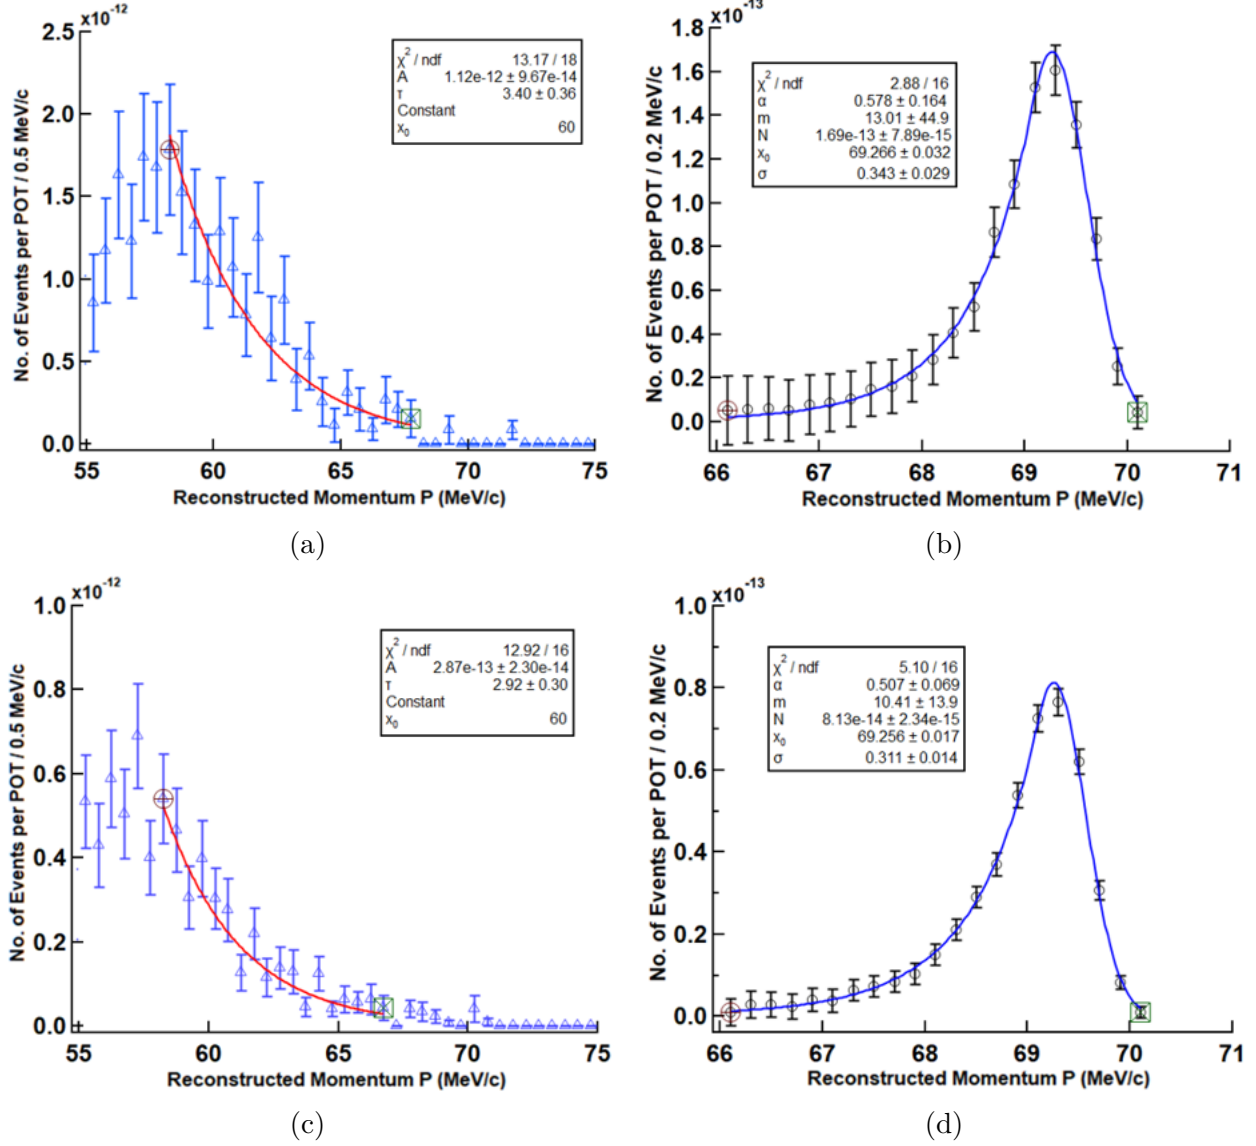 x10⁻¹²
2.5
2.0
1.5
1.0
0.5
0.0
No. of Events per POT / 0.5 MeV/c
χ² / ndf 13.17 / 18
A 1.12e-12 ± 9.67e-14
τ 3.40 ± 0.36
Constant
x₀ 60
55 60 65 70 75
Reconstructed Momentum P (MeV/c)
(a)
x10⁻¹³
1.8
1.6
1.4
1.2
1.0
0.8
0.6
0.4
0.2
0.0
No. of Events per POT / 0.2 MeV/c
χ² / ndf 2.88 / 16
α 0.578 ± 0.164
m 13.01 ± 44.9
N 1.69e-13 ± 7.89e-15
x₀ 69.266 ± 0.032
σ 0.343 ± 0.029
66 67 68 69 70 71
Reconstructed Momentum P (MeV/c)
(b)
x10⁻¹²
1.0
0.8
0.6
0.4
0.2
0.0
No. of Events per POT / 0.5 MeV/c
χ² / ndf 12.92 / 16
A 2.87e-13 ± 2.30e-14
τ 2.92 ± 0.30
Constant
x₀ 60
55 60 65 70 75
Reconstructed Momentum P (MeV/c)
(c)
x10⁻¹³
1.0
0.8
0.6
0.4
0.2
0.0
No. of Events per POT / 0.2 MeV/c
χ² / ndf 5.10 / 16
α 0.507 ± 0.069
m 10.41 ± 13.9
N 8.13e-14 ± 2.34e-15
x₀ 69.256 ± 0.017
σ 0.311 ± 0.014
66 67 68 69 70 71
Reconstructed Momentum P (MeV/c)
(d)